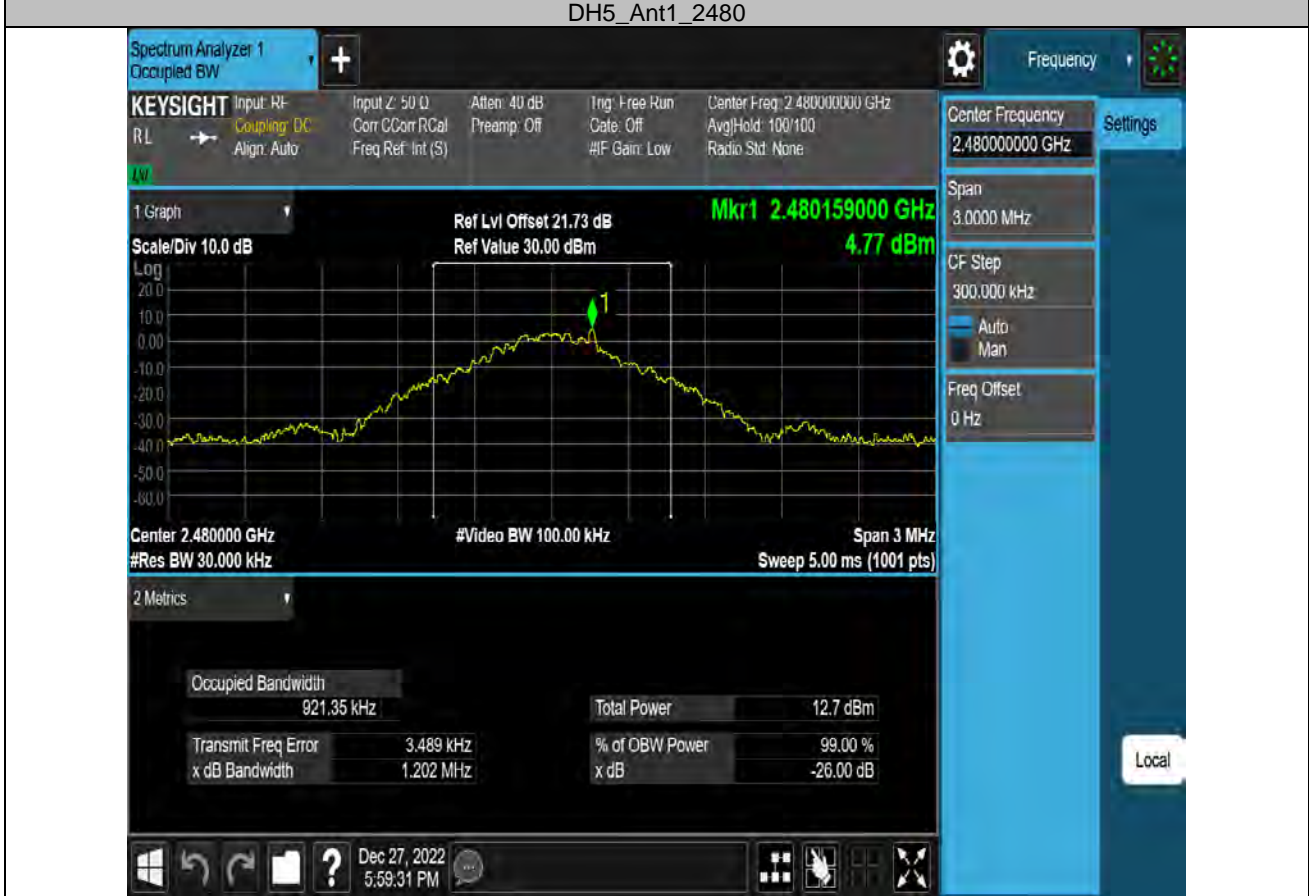 DH5_Ant1_2480
Spectrum Analyzer 1
Occupied BW
+
Frequency
KEYSIGHT
RL
Input: RF
Coupling: DC
Align: Auto
Input Z: 50 Ω
Corr CCorr RCal
Freq Ref: Int (S)
Atten: 40 dB
Preamp: Off
Trig: Free Run
Gate: Off
#IF Gain: Low
Center Freq: 2.480000000 GHz
Avg|Hold: 100/100
Radio Std: None
Center Frequency
2.480000000 GHz
Settings
Span
3.0000 MHz
CF Step
300.000 kHz
Auto
Man
Freq Offset
0 Hz
Local
1 Graph
Scale/Div 10.0 dB
Ref Lvl Offset 21.73 dB
Ref Value 30.00 dBm
Mkr1 2.480159000 GHz
4.77 dBm
Log
20.0
10.0
0.00
-10.0
-20.0
-30.0
-40.0
-50.0
-60.0
1
Center 2.480000 GHz
#Res BW 30.000 kHz
#Video BW 100.00 kHz
Span 3 MHz
Sweep 5.00 ms (1001 pts)
2 Metrics
Occupied Bandwidth
921.35 kHz
Transmit Freq Error 3.489 kHz
x dB Bandwidth 1.202 MHz
Total Power 12.7 dBm
% of OBW Power 99.00 %
x dB -26.00 dB
?
Dec 27, 2022
5:59:31 PM